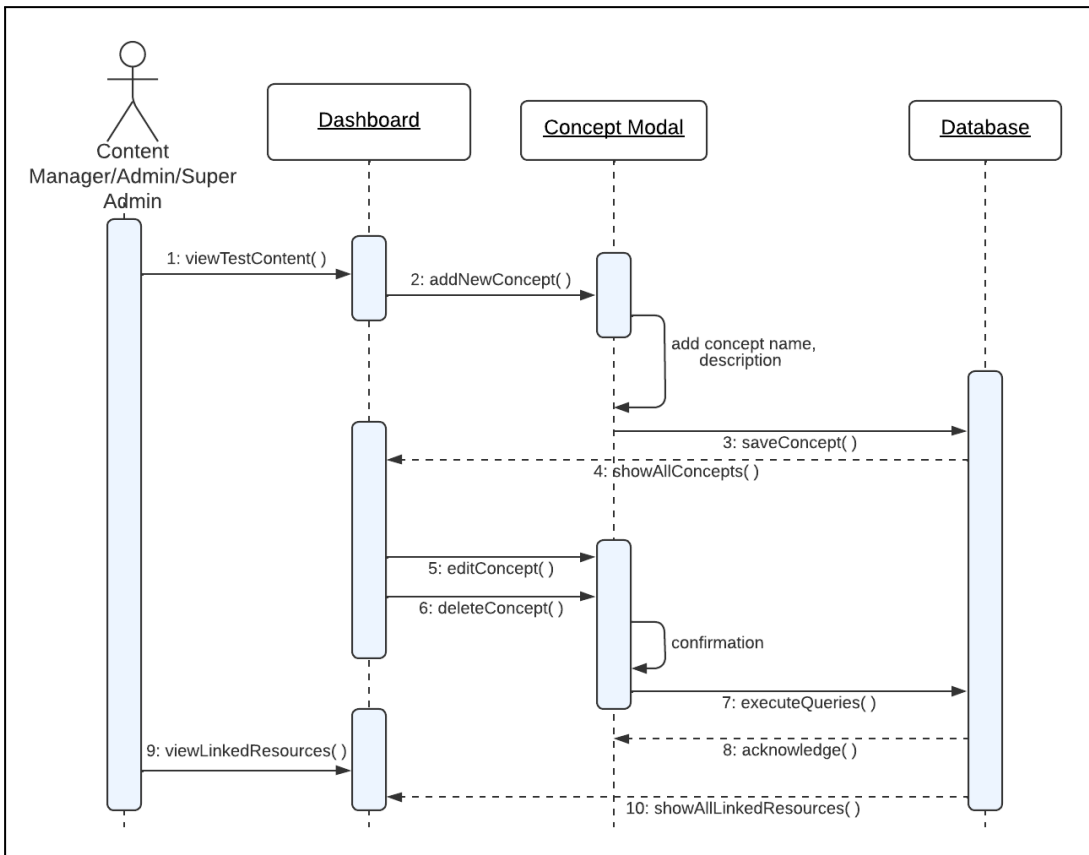 Content
Manager/Admin/Super
Admin
Dashboard
Concept Modal
Database
1: viewTestContent( )
2: addNewConcept( )
add concept name,
description
3: saveConcept( )
4: showAllConcepts( )
5: editConcept( )
6: deleteConcept( )
confirmation
7: executeQueries( )
8: acknowledge( )
9: viewLinkedResources( )
10: showAllLinkedResources( )